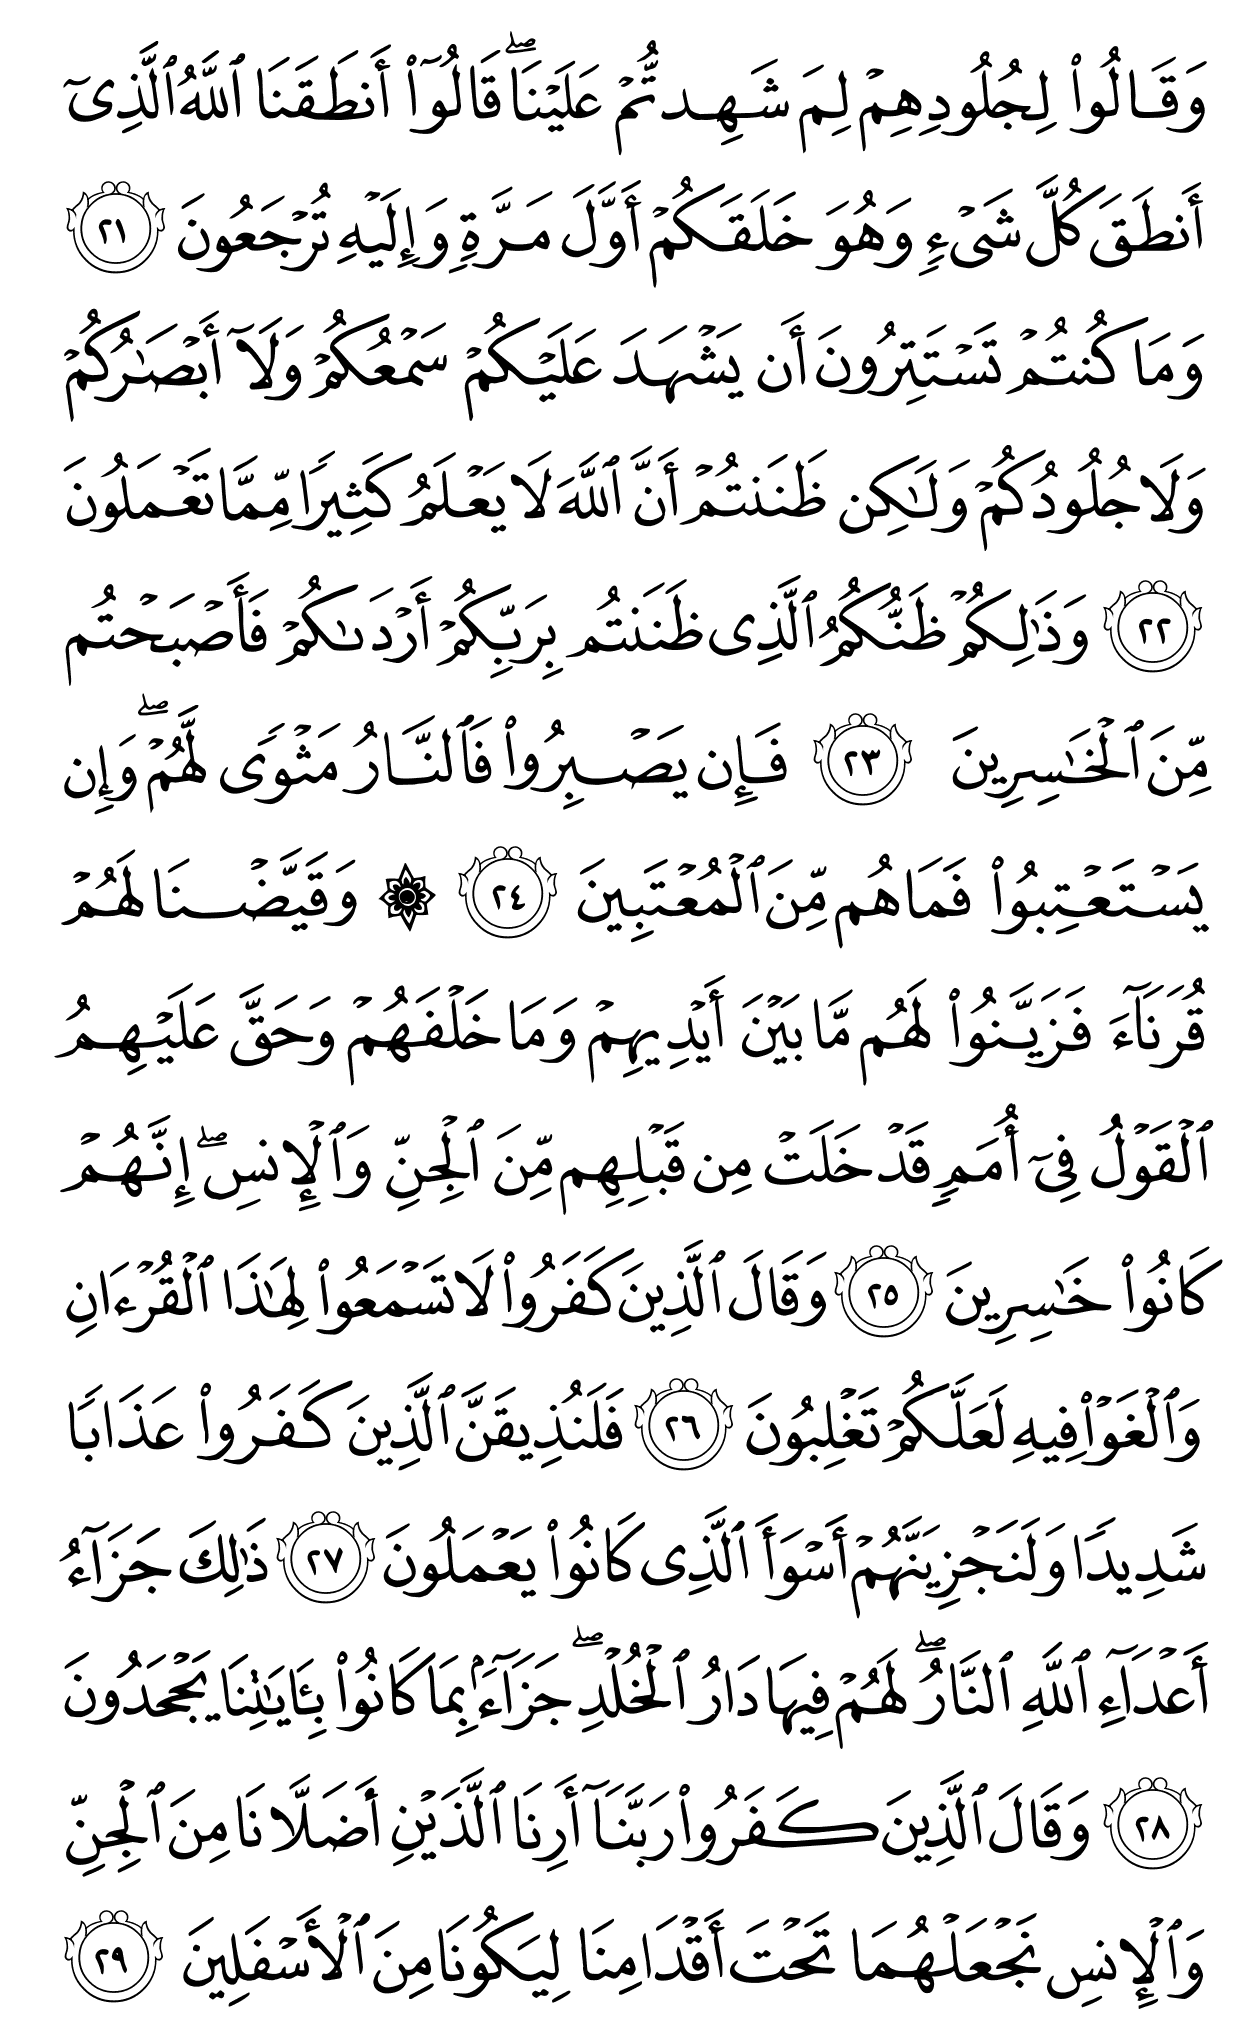 وَقَالُوا۟ لِجُلُودِهِمْ لِمَ شَهِدتُّمْ عَلَيْنَا ۖ قَالُوٓا۟ أَنطَقَنَا ٱللَّهُ ٱلَّذِىٓ
أَنطَقَ كُلَّ شَىْءٍ وَهُوَ خَلَقَكُمْ أَوَّلَ مَرَّةٍ وَإِلَيْهِ تُرْجَعُونَ ٢١
وَمَا كُنتُمْ تَسْتَتِرُونَ أَن يَشْهَدَ عَلَيْكُمْ سَمْعُكُمْ وَلَآ أَبْصَـٰرُكُمْ
وَلَا جُلُودُكُمْ وَلَـٰكِن ظَنَنتُمْ أَنَّ ٱللَّهَ لَا يَعْلَمُ كَثِيرًا مِّمَّا تَعْمَلُونَ
٢٢ وَذَٰلِكُمْ ظَنُّكُمُ ٱلَّذِى ظَنَنتُم بِرَبِّكُمْ أَرْدَىٰكُمْ فَأَصْبَحْتُم
مِّنَ ٱلْخَـٰسِرِينَ ٢٣ فَإِن يَصْبِرُوا۟ فَٱلنَّارُ مَثْوًى لَّهُمْ ۖ وَإِن
يَسْتَعْتِبُوا۟ فَمَا هُم مِّنَ ٱلْمُعْتَبِينَ ٢٤ ۞ وَقَيَّضْنَا لَهُمْ
قُرَنَآءَ فَزَيَّنُوا۟ لَهُم مَّا بَيْنَ أَيْدِيهِمْ وَمَا خَلْفَهُمْ وَحَقَّ عَلَيْهِمُ
ٱلْقَوْلُ فِىٓ أُمَمٍ قَدْ خَلَتْ مِن قَبْلِهِم مِّنَ ٱلْجِنِّ وَٱلْإِنسِ ۖ إِنَّهُمْ
كَانُوا۟ خَـٰسِرِينَ ٢٥ وَقَالَ ٱلَّذِينَ كَفَرُوا۟ لَا تَسْمَعُوا۟ لِهَـٰذَا ٱلْقُرْءَانِ
وَٱلْغَوْا۟ فِيهِ لَعَلَّكُمْ تَغْلِبُونَ ٢٦ فَلَنُذِيقَنَّ ٱلَّذِينَ كَفَرُوا۟ عَذَابًا
شَدِيدًا وَلَنَجْزِيَنَّهُمْ أَسْوَأَ ٱلَّذِى كَانُوا۟ يَعْمَلُونَ ٢٧ ذَٰلِكَ جَزَآءُ
أَعْدَآءِ ٱللَّهِ ٱلنَّارُ ۖ لَهُمْ فِيهَا دَارُ ٱلْخُلْدِ ۖ جَزَآءًۢ بِمَا كَانُوا۟ بِـَٔايَـٰتِنَا يَجْحَدُونَ
٢٨ وَقَالَ ٱلَّذِينَ كَفَرُوا۟ رَبَّنَآ أَرِنَا ٱلَّذَيْنِ أَضَلَّانَا مِنَ ٱلْجِنِّ
وَٱلْإِنسِ نَجْعَلْهُمَا تَحْتَ أَقْدَامِنَا لِيَكُونَا مِنَ ٱلْأَسْفَلِينَ ٢٩